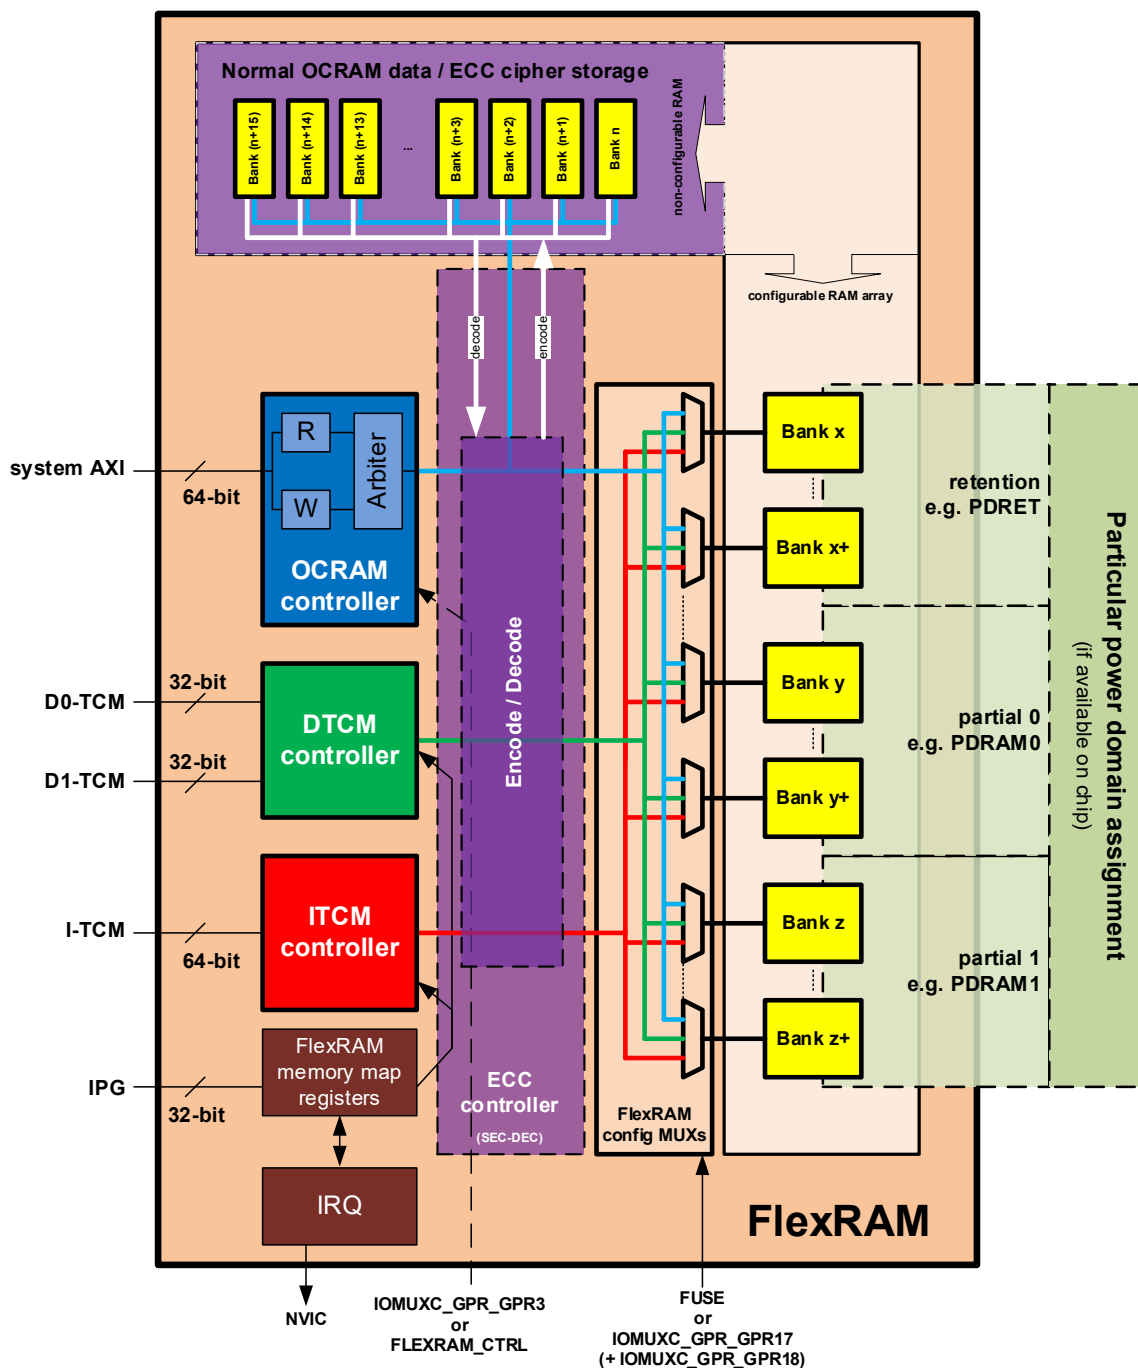 Normal OCRAM data / ECC cipher storage
Bank (n+15)
Bank (n+14)
Bank (n+13)
...
Bank (n+3)
Bank (n+2)
Bank (n+1)
Bank n
non-configurable RAM
configurable RAM array
decode
encode
system AXI
64-bit
R
W
Arbiter
OCRAM
controller
D0-TCM
32-bit
D1-TCM
32-bit
DTCM
controller
I-TCM
64-bit
ITCM
controller
IPG
32-bit
FlexRAM
memory map
registers
IRQ
NVIC
Encode / Decode
ECC
controller
(SEC-DEC)
FlexRAM
config MUXs
Bank x
Bank x+
Bank y
Bank y+
Bank z
Bank z+
retention
e.g. PDRET
partial 0
e.g. PDRAM0
partial 1
e.g. PDRAM1
Particular power domain assignment
(if available on chip)
FlexRAM
IOMUXC_GPR_GPR3
or
FLEXRAM_CTRL
FUSE
or
IOMUXC_GPR_GPR17
(+ IOMUXC_GPR_GPR18)